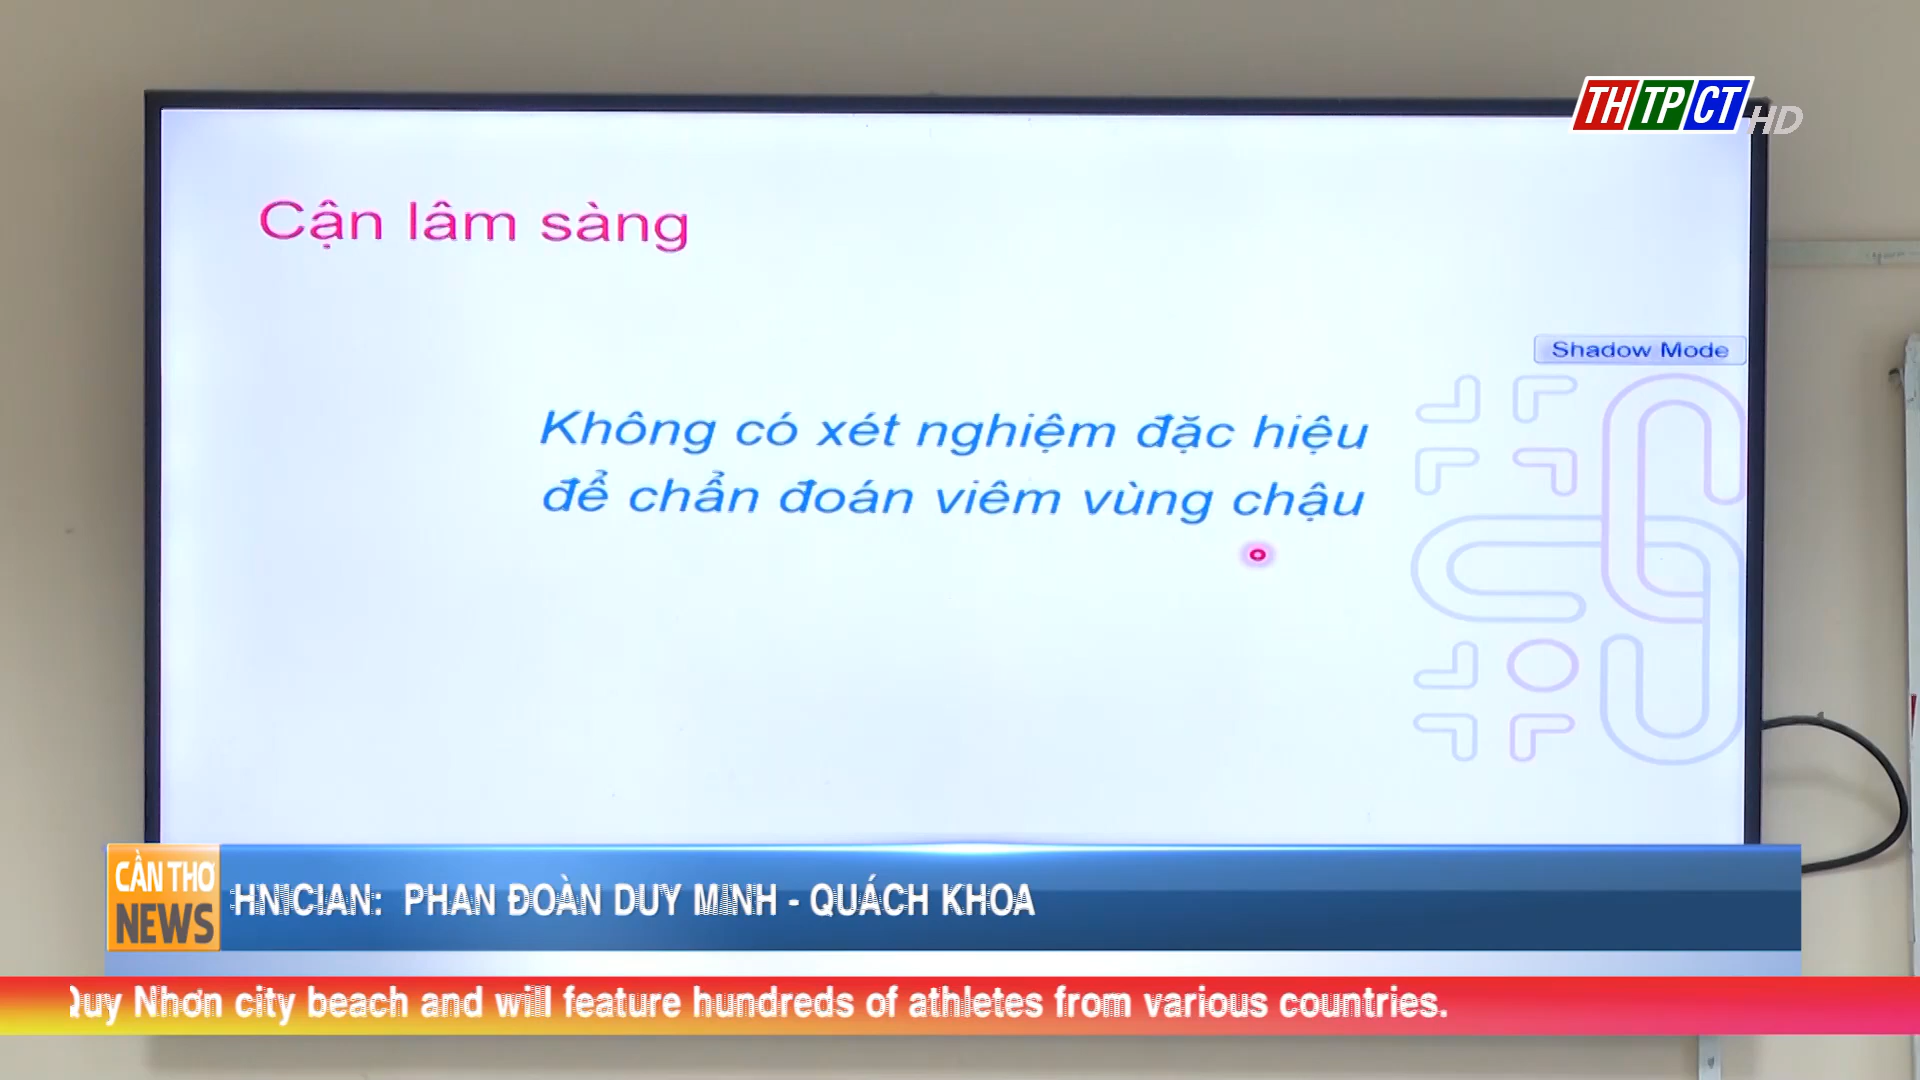 THTPCT HD
Cận lâm sàng
Shadow Mode
Không có xét nghiệm đặc hiệu
để chẩn đoán viêm vùng chậu
CẦN THƠ
NEWS
HNICIAN: PHAN ĐOÀN DUY MINH - QUÁCH KHOA
Quy Nhơn city beach and will feature hundreds of athletes from various countries.